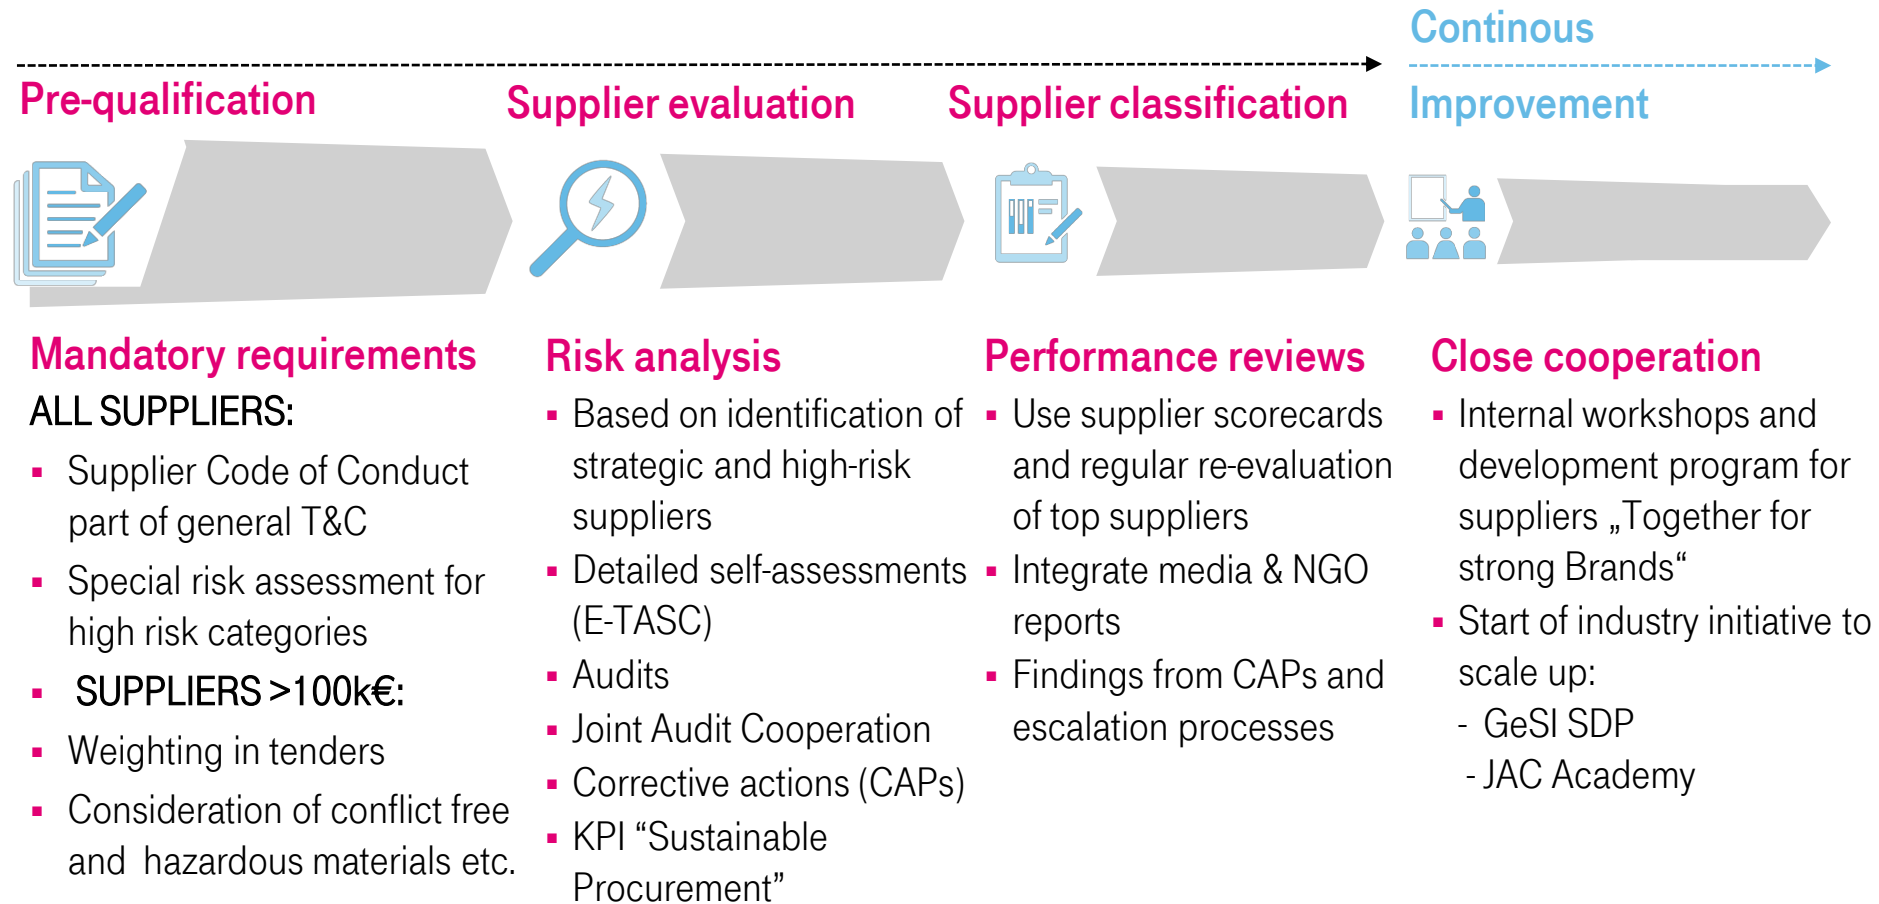 Continous
Pre-qualification
Supplier evaluation
Supplier classification
Improvement
Mandatory requirements
ALL SUPPLIERS:
▪ Supplier Code of Conduct
part of general T&C
▪ Special risk assessment for
high risk categories
▪ SUPPLIERS >100k€:
▪ Weighting in tenders
▪ Consideration of conflict free
and hazardous materials etc.
Risk analysis
▪ Based on identification of
strategic and high-risk
suppliers
▪ Detailed self-assessments
(E-TASC)
▪ Audits
▪ Joint Audit Cooperation
▪ Corrective actions (CAPs)
▪ KPI “Sustainable
Procurement”
Performance reviews
▪ Use supplier scorecards
and regular re-evaluation
of top suppliers
▪ Integrate media & NGO
reports
▪ Findings from CAPs and
escalation processes
Close cooperation
▪ Internal workshops and
development program for
suppliers „Together for
strong Brands“
▪ Start of industry initiative to
scale up:
- GeSI SDP
- JAC Academy